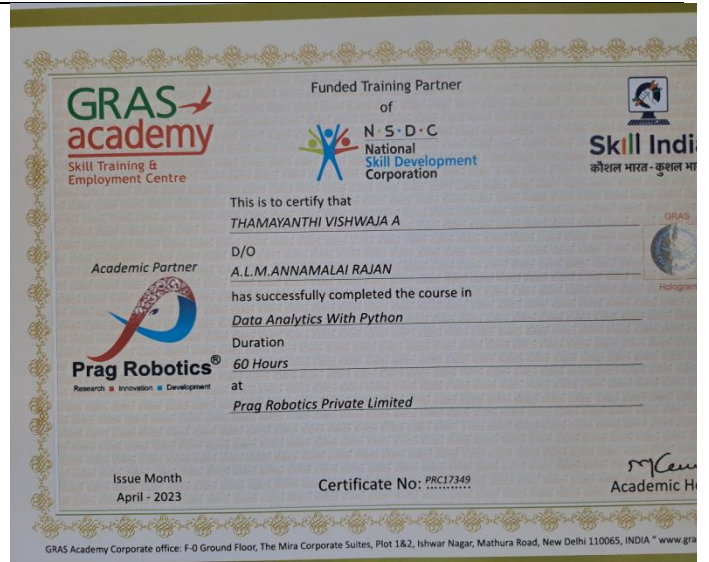 GRAS
academy
Skill Training &
Employment Centre
Funded Training Partner
of
N·S·D·C
National
Skill Development
Corporation
Skill Indi
कौशल भारत - कुशल भा
This is to certify that
THAMAYANTHI VISHWAJA A
D/O
A.L.M.ANNAMALAI RAJAN
has successfully completed the course in
Data Analytics With Python
Duration
60 Hours
at
Prag Robotics Private Limited
GRAS
Hologram
Academic Partner
Prag Robotics®
Research Innovation Development
Issue Month
April - 2023
Certificate No: PRC17349
Academic He
GRAS Academy Corporate office: F-0 Ground Floor, The Mira Corporate Suites, Plot 1&2, Ishwar Nagar, Mathura Road, New Delhi 110065, INDIA " www.gra